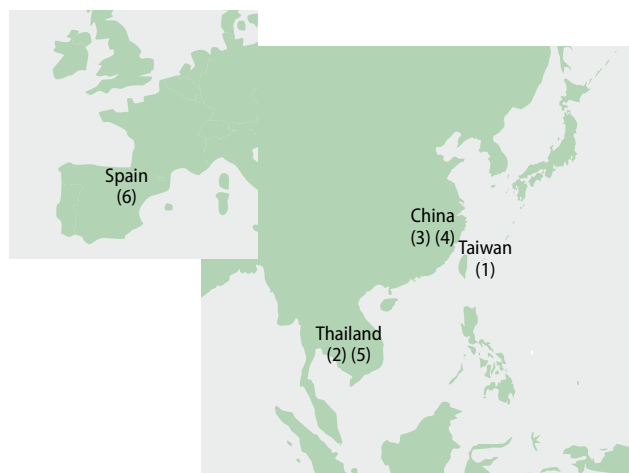 Spain
(6)
China
(3) (4)
Taiwan
(1)
Thailand
(2) (5)